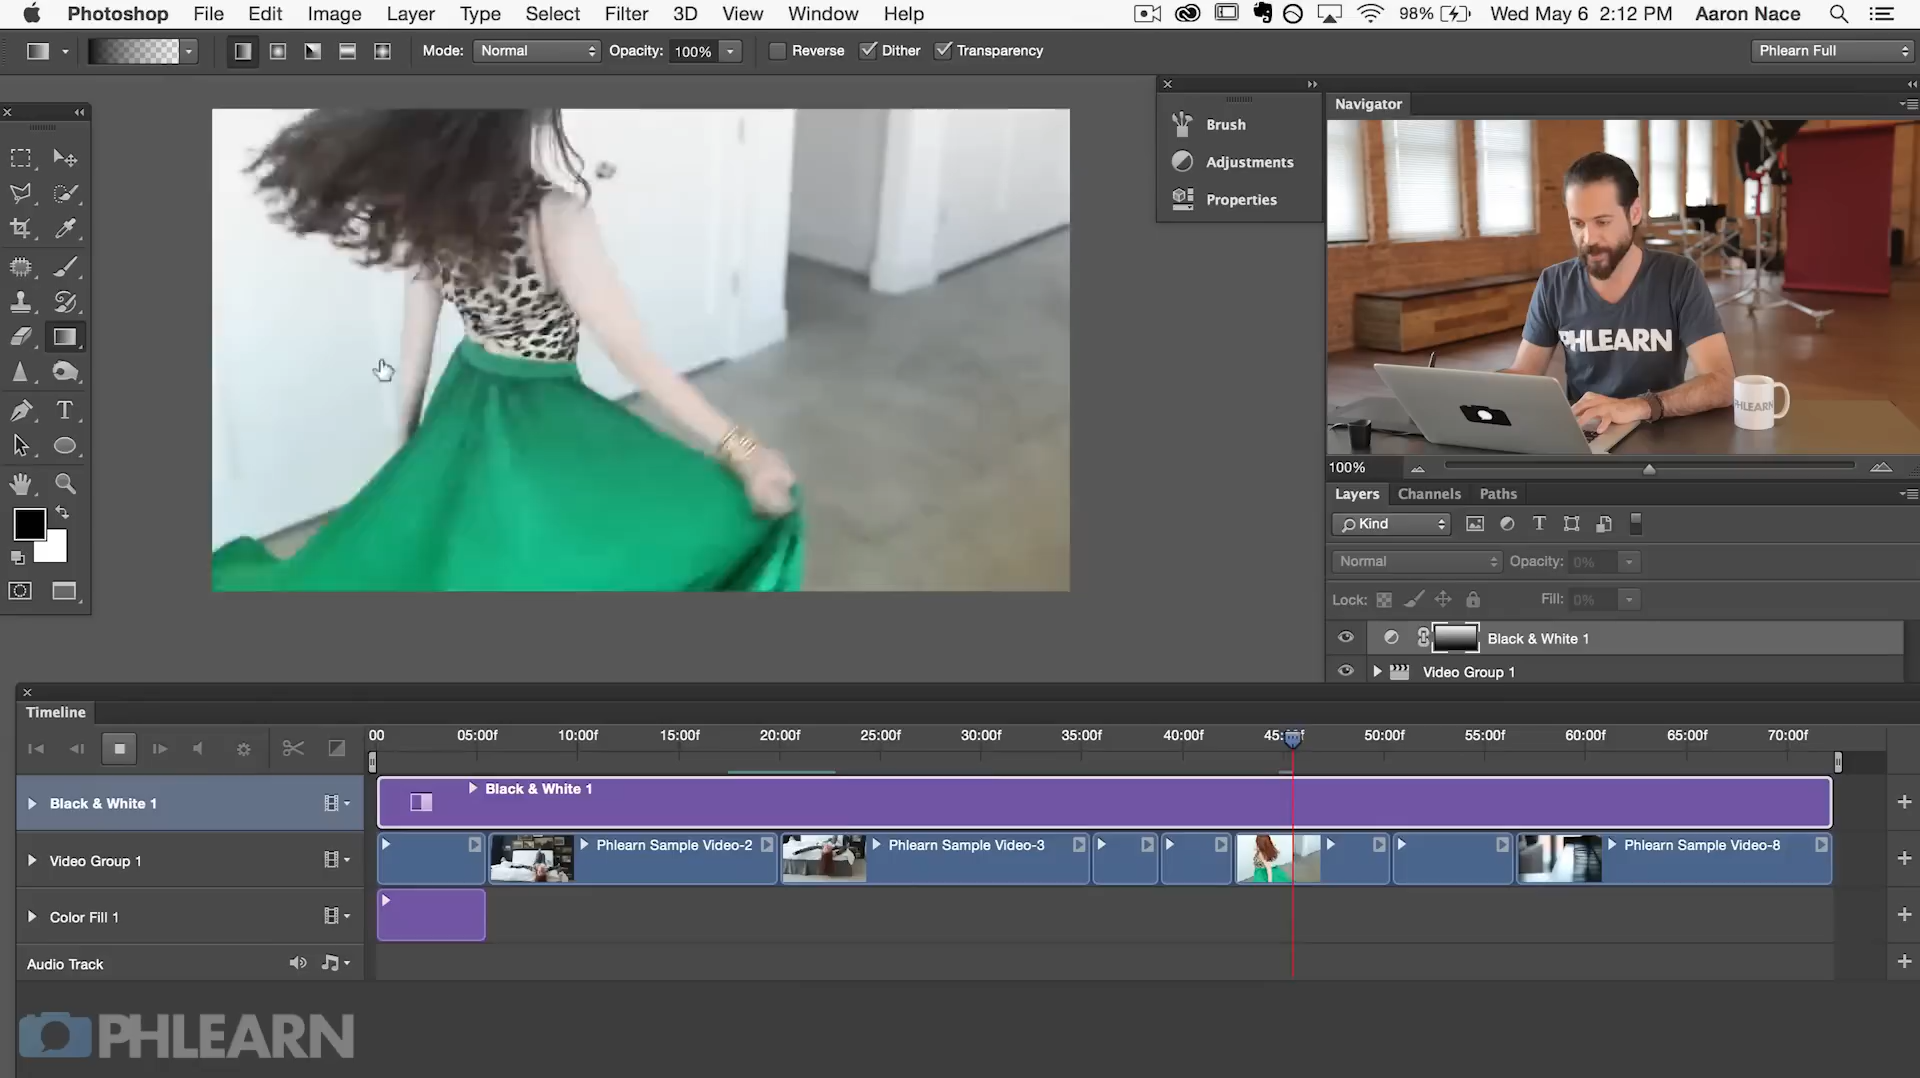 Photoshop File Edit Image Layer Type Select Filter 3D View Window Help 98% Wed May 6 2:12 PM Aaron Nace
Mode: Normal Opacity: 100% Reverse Dither Transparency Phlearn Full
Navigator
Brush
Adjustments
Properties
PHLEARN
PHLEARN
100%
Layers Channels Paths
Kind
Normal Opacity: 0%
Lock: Fill: 0%
Black & White 1
Video Group 1
Timeline
00 05:00f 10:00f 15:00f 20:00f 25:00f 30:00f 35:00f 40:00f 45:00f 50:00f 55:00f 60:00f 65:00f 70:00f
Black & White 1 Black & White 1
Video Group 1 Phlearn Sample Video-2 Phlearn Sample Video-3 Phlearn Sample Video-8
Color Fill 1
Audio Track
PHLEARN